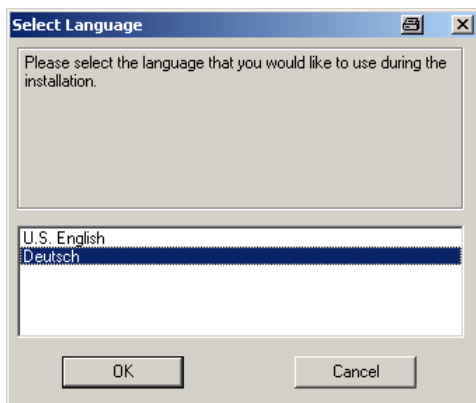 Select Language
Please select the language that you would like to use during the
installation.
U.S. English
Deutsch
OK
Cancel